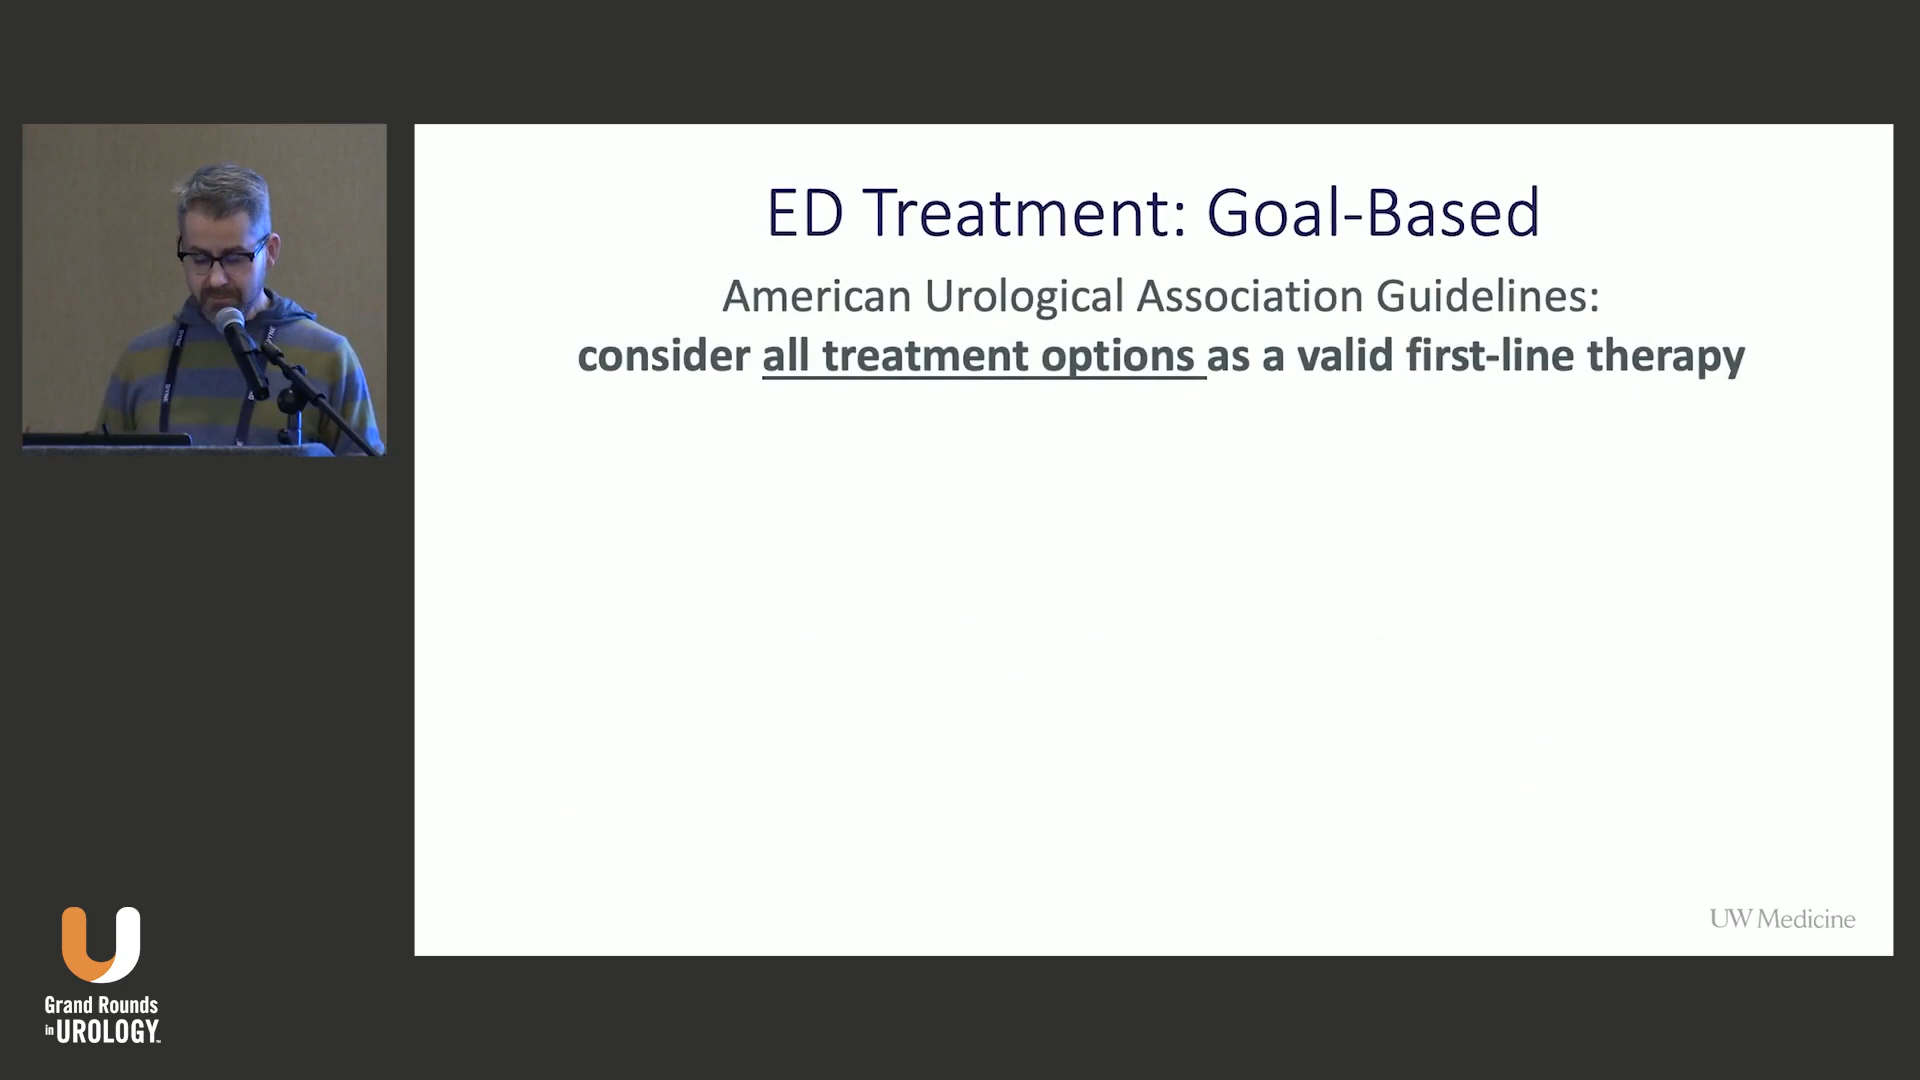 ED Treatment: Goal-Based
American Urological Association Guidelines:
consider all treatment options as a valid first-line therapy
UW Medicine
Grand Rounds
in UROLOGY™